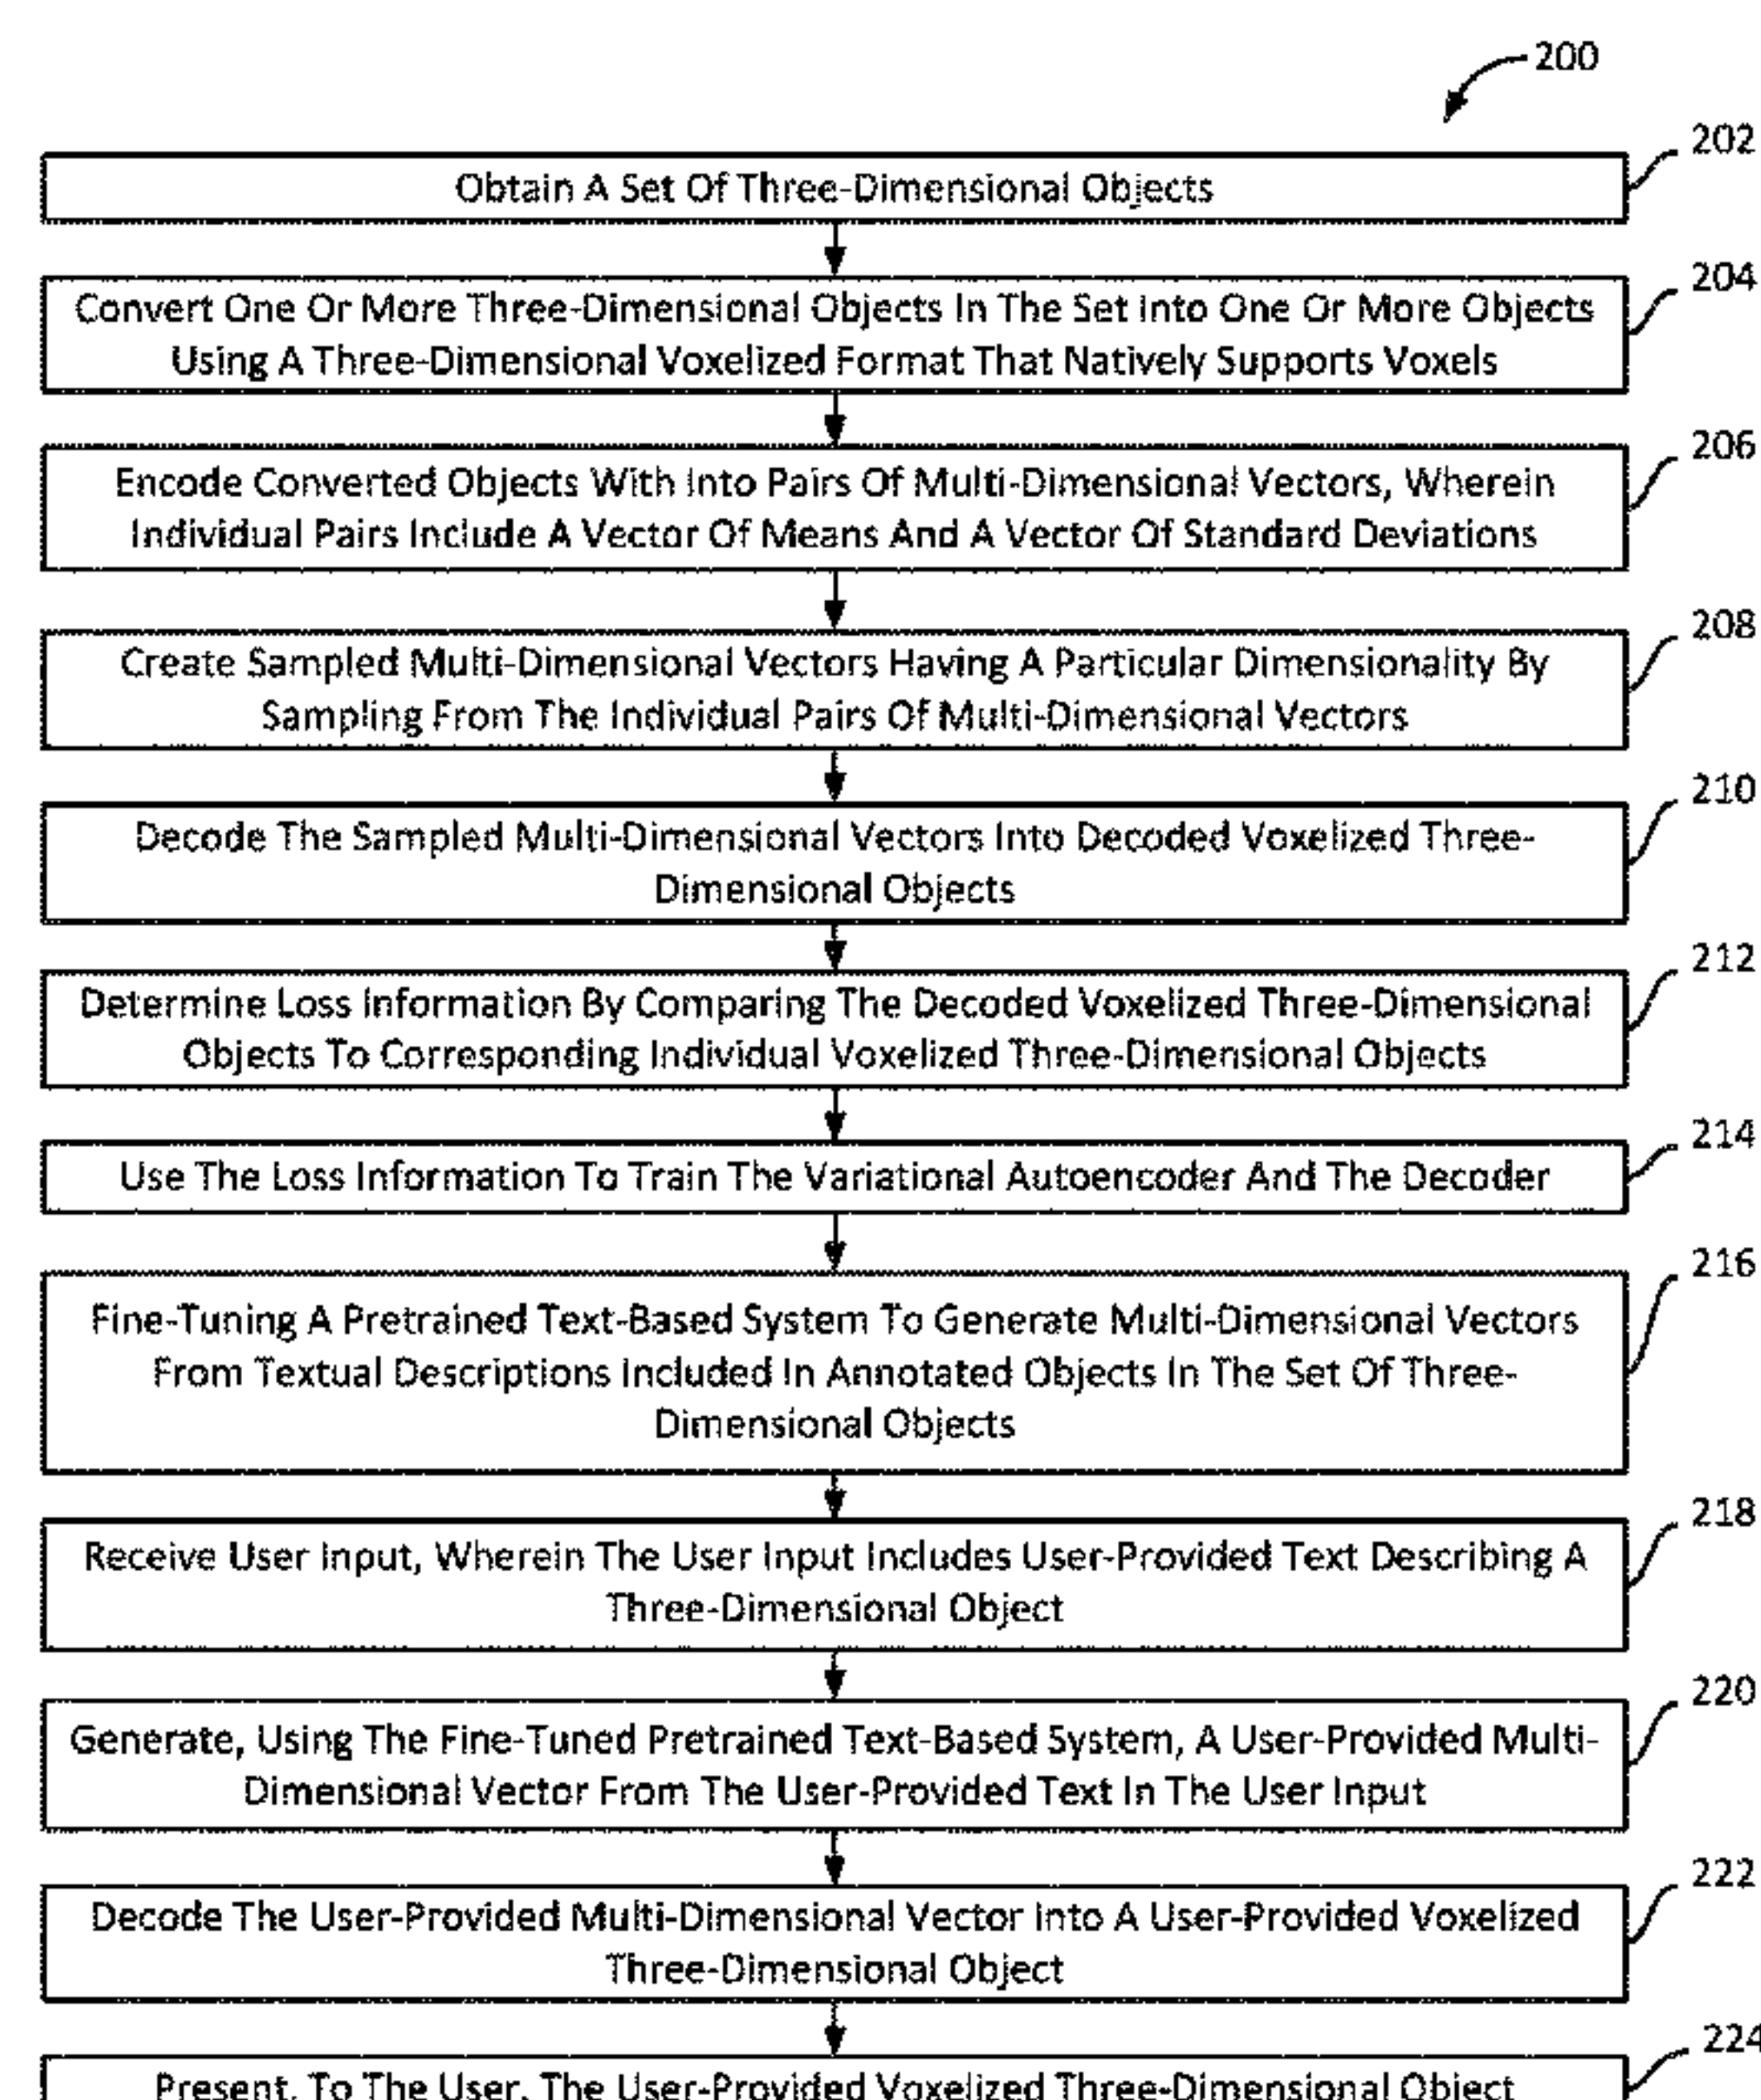 200
202
Obtain A Set Of Three-Dimensional Objects
204
Convert One Or More Three-Dimensional Objects In The Set Into One Or More Objects
Using A Three-Dimensional Voxelized Format That Natively Supports Voxels
206
Encode Converted Objects With Into Pairs Of Multi-Dimensional Vectors, Wherein
Individual Pairs Include A Vector Of Means And A Vector Of Standard Deviations
208
Create Sampled Multi-Dimensional Vectors Having A Particular Dimensionality By
Sampling From The Individual Pairs Of Multi-Dimensional Vectors
210
Decode The Sampled Multi-Dimensional Vectors Into Decoded Voxelized Three-
Dimensional Objects
212
Determine Loss Information By Comparing The Decoded Voxelized Three-Dimensional
Objects To Corresponding Individual Voxelized Three-Dimensional Objects
214
Use The Loss Information To Train The Variational Autoencoder And The Decoder
216
Fine-Tuning A Pretrained Text-Based System To Generate Multi-Dimensional Vectors
From Textual Descriptions Included In Annotated Objects In The Set Of Three-
Dimensional Objects
218
Receive User Input, Wherein The User Input Includes User-Provided Text Describing A
Three-Dimensional Object
220
Generate, Using The Fine-Tuned Pretrained Text-Based System, A User-Provided Multi-
Dimensional Vector From The User-Provided Text In The User Input
222
Decode The User-Provided Multi-Dimensional Vector Into A User-Provided Voxelized
Three-Dimensional Object
224
Present, To The User, The User-Provided Voxelized Three-Dimensional Object